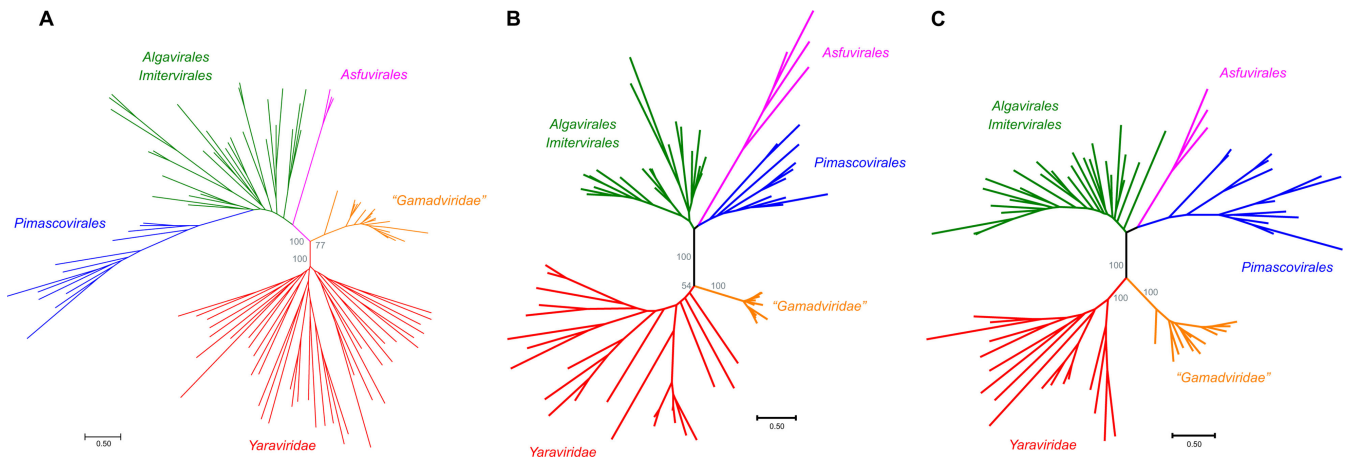 A
Algavirales
Imitervirales
Asfuvirales
"Gamadviridae"
Pimascovirales
100
77
100
0.50
Yaraviridae
B
Asfuvirales
Algavirales
Imitervirales
Pimascovirales
100
54
100
"Gamadviridae"
0.50
Yaraviridae
C
Asfuvirales
Algavirales
Imitervirales
Pimascovirales
100
100
100
"Gamadviridae"
0.50
Yaraviridae